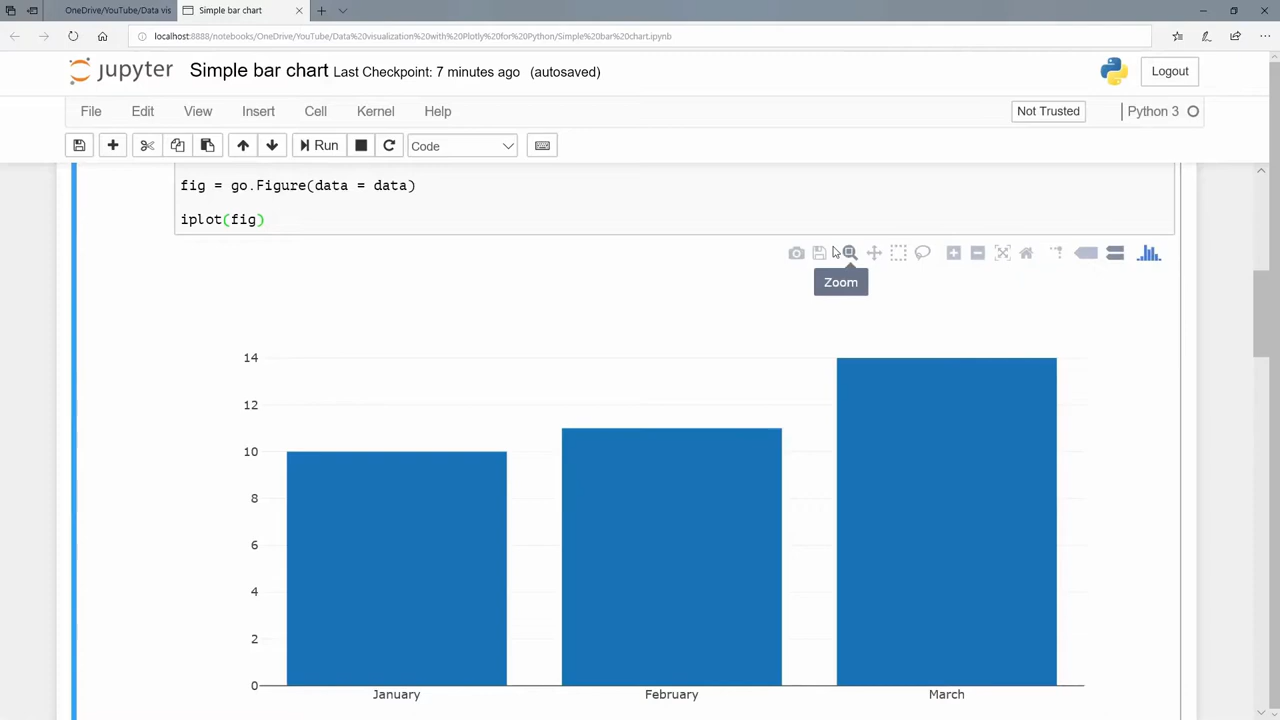 OneDrive/YouTube/Data vis
Simple bar chart
localhost:8888/notebooks/OneDrive/YouTube/Data%20visualization%20with%20Plotly%20for%20Python/Simple%20bar%20chart.ipynb
jupyter Simple bar chart Last Checkpoint: 7 minutes ago (autosaved)
Logout
File Edit View Insert Cell Kernel Help
Not Trusted
Python 3
Run
Code
fig = go.Figure(data = data)
iplot(fig)
Zoom
14
12
10
8
6
4
2
0
January February March